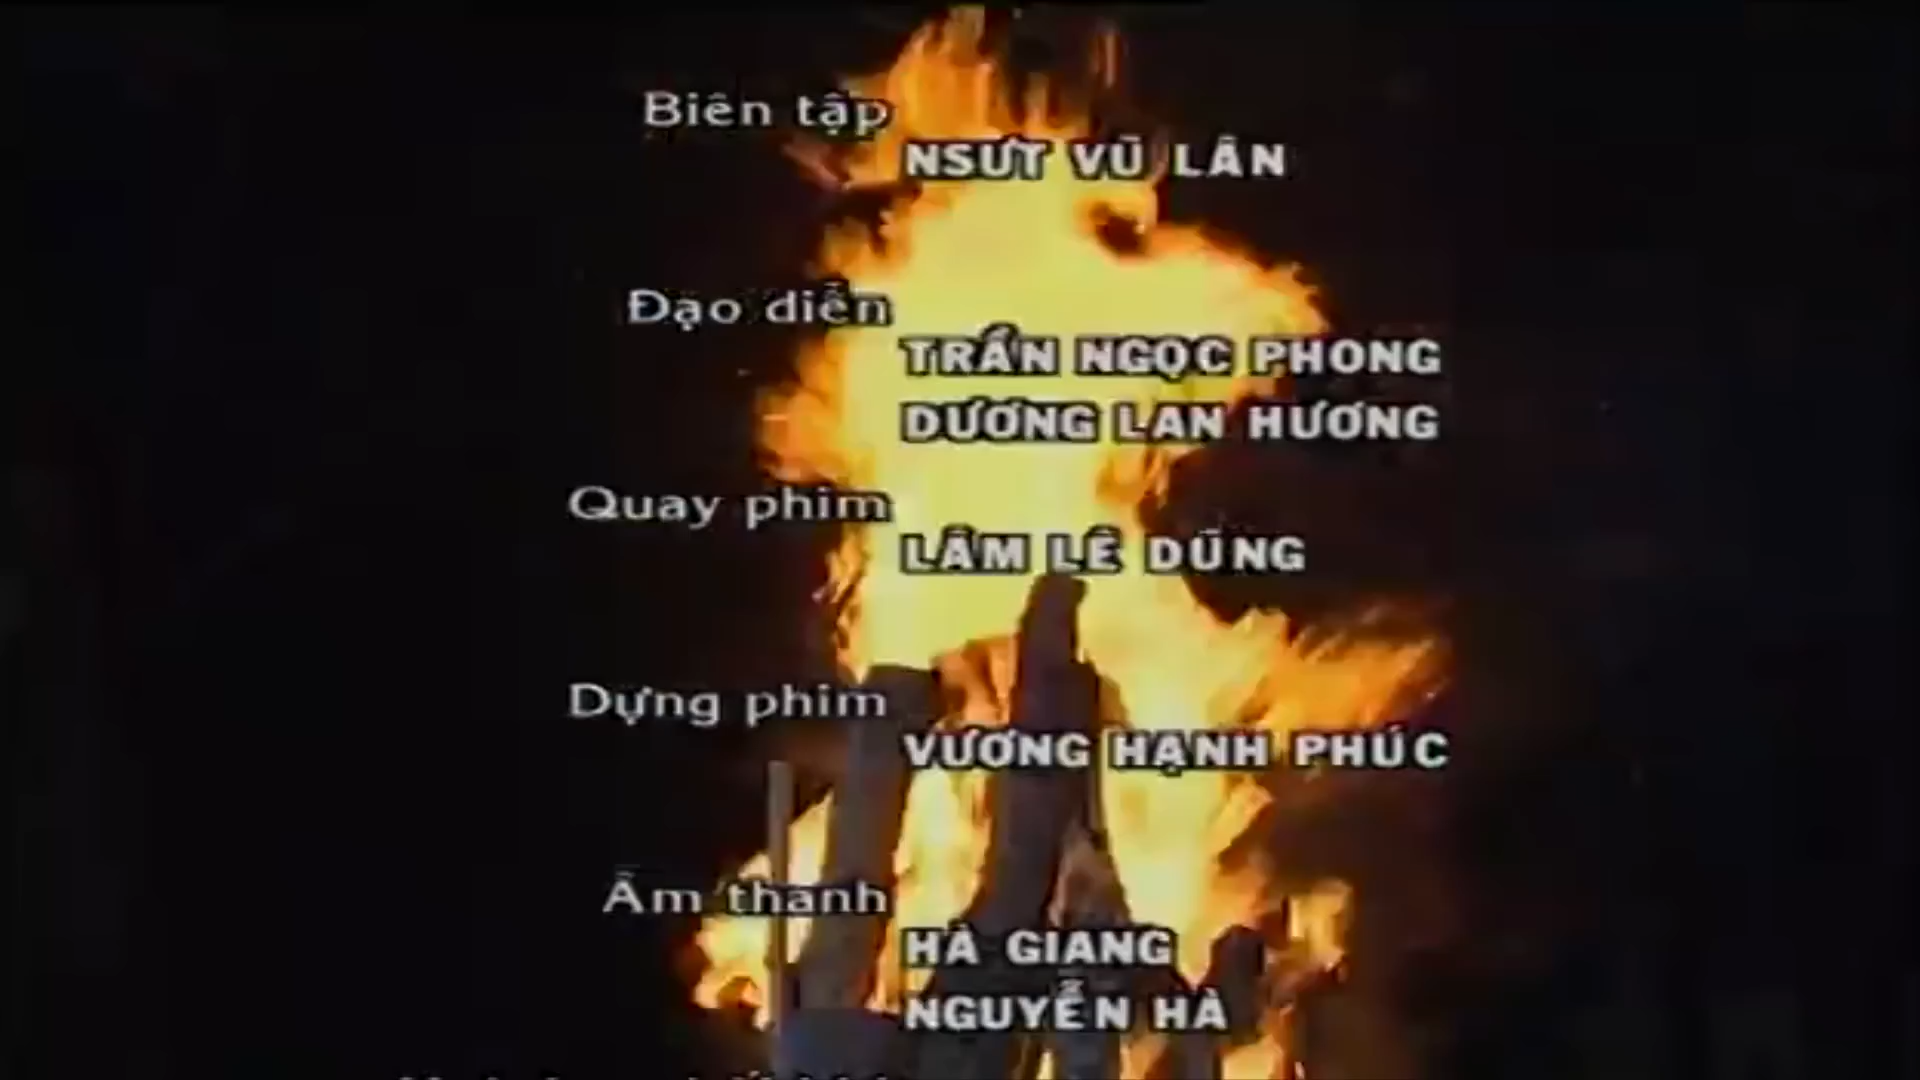 Biên tập
NSƯT VŨ LÂN
Đạo diễn
TRẦN NGỌC PHONG
DƯƠNG LAN HƯƠNG
Quay phim
LÂM LÊ DŨNG
Dựng phim
VƯƠNG HẠNH PHÚC
Âm thanh
HÀ GIANG
NGUYỄN HÀ